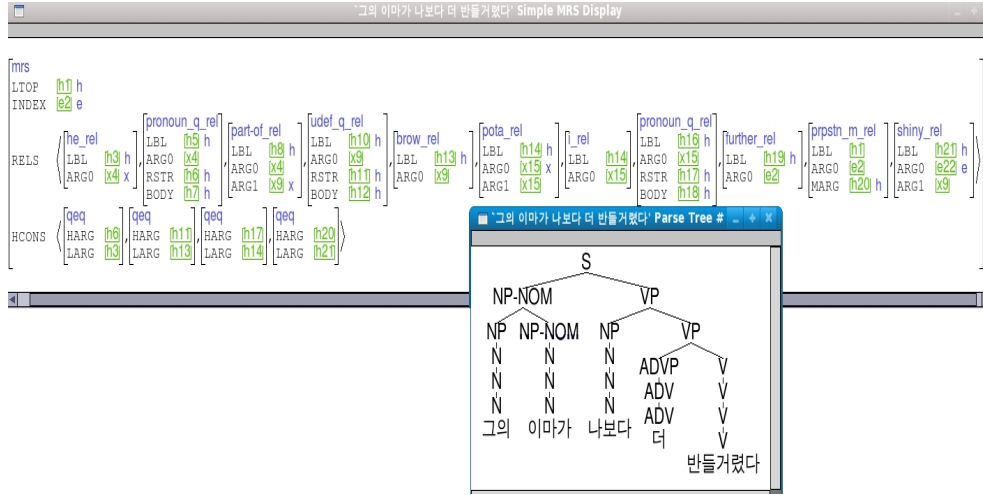 `그의 이마가 나보다 더 반들거렸다' Simple MRS Display
mrs
LTOP h1 h
INDEX e2 e
RELS
he_rel
LBL h3 h
ARG0 x4 x
pronoun_q_rel
LBL h5 h
ARG0 x4
RSTR h6 h
BODY h7 h
part-of_rel
LBL h8 h
ARG0 x4
ARG1 x9 x
udef_q_rel
LBL h10 h
ARG0 x9
RSTR h11 h
BODY h12 h
brow_rel
LBL h13 h
ARG0 x9
pota_rel
LBL h14 h
ARG0 x15 x
ARG1 x15
i_rel
LBL h14
ARG0 x15
pronoun_q_rel
LBL h16 h
ARG0 x15
RSTR h17 h
BODY h18 h
further_rel
LBL h19 h
ARG0 e2
prpstn_m_rel
LBL h1
ARG0 e2
MARG h20 h
shiny_rel
LBL h21 h
ARG0 e22 e
ARG1 x9
HCONS
qeq
HARG h6
LARG h3
qeq
HARG h11
LARG h13
qeq
HARG h17
LARG h14
qeq
HARG h20
LARG h21
`그의 이마가 나보다 더 반들거렸다' Parse Tree #
S
NP-NOM VP
NP NP-NOM NP VP
N N N ADVP V
N N N ADV V
N N N ADV V
그의 이마가 나보다 더 V
반들거렸다